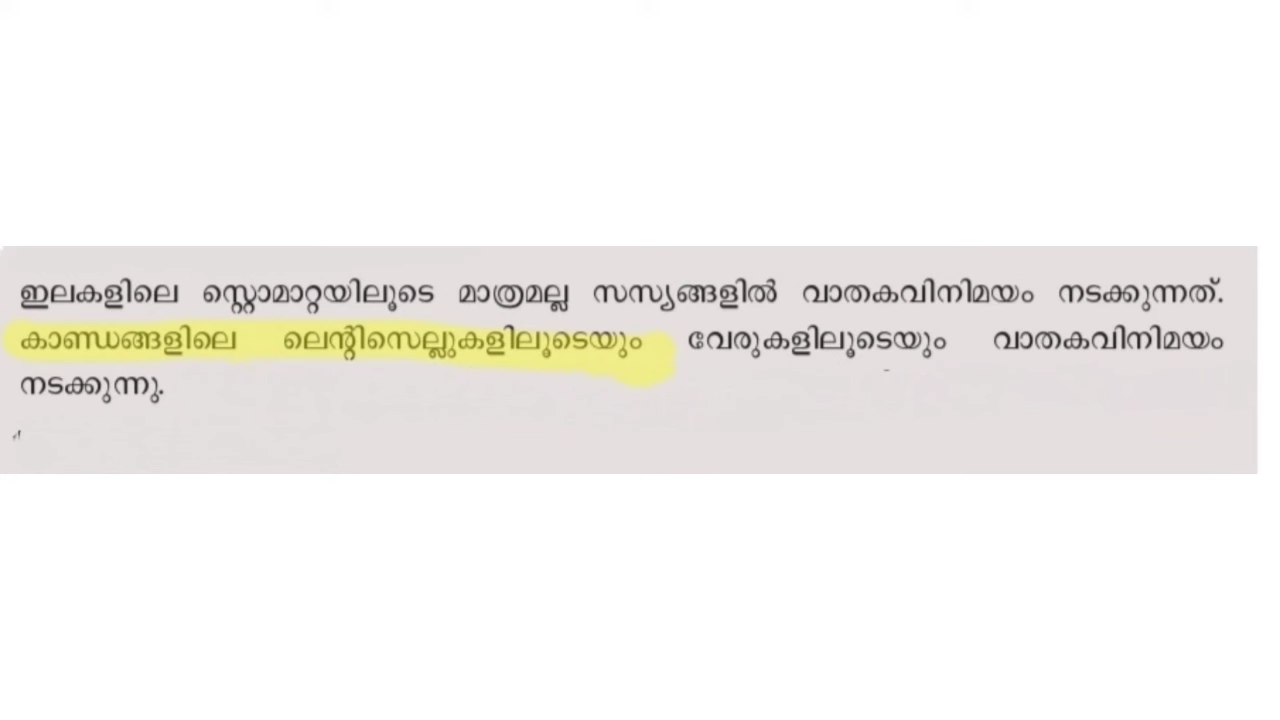 ഇലകളിലെ സ്റ്റൊമാറ്റയിലൂടെ മാത്രമല്ല സസ്യങ്ങളിൽ വാതകവിനിമയം നടക്കുന്നത്.
കാണ്ഡങ്ങളിലെ ലെന്റിസെല്ലുകളിലൂടെയും വേരുകളിലൂടെയും വാതകവിനിമയം
നടക്കുന്നു.